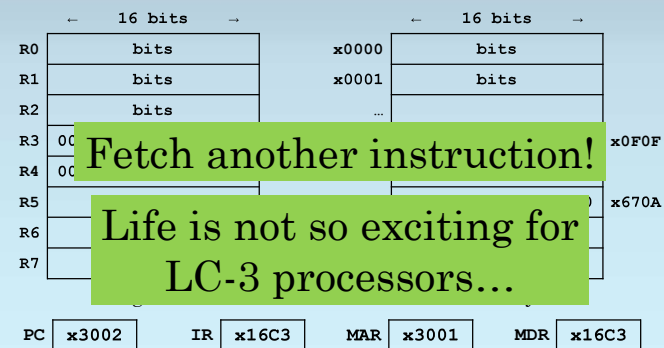 ← 16 bits → ← 16 bits →
R0 bits x0000 bits
R1 bits x0001 bits
R2 bits …
R3 00 x0F0F
Fetch another instruction!
R4 00
R5 x670A
Life is not so exciting for
R6
LC-3 processors…
R7
PC x3002 IR x16C3 MAR x3001 MDR x16C3